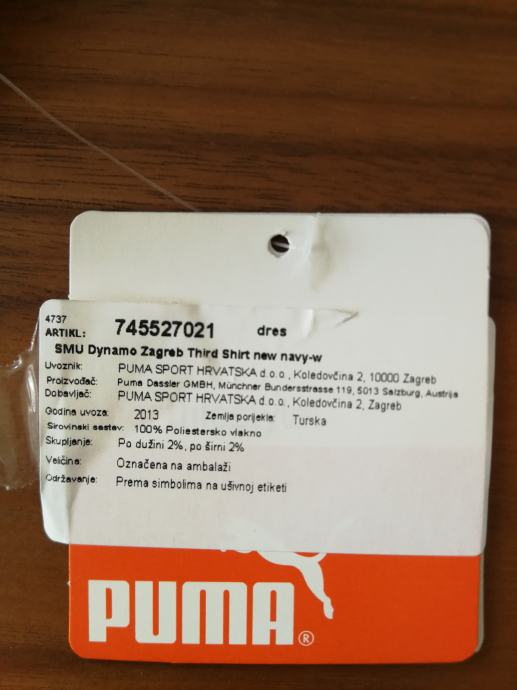 4737
ARTIKL: 745527021 dres
SMU Dynamo Zagreb Third Shirt new navy-w
Uvoznik: PUMA SPORT HRVATSKA d.o.o., Koledovčina 2, 10000 Zagreb
Proizvođač: Puma Dassler GMBH, Münchner Bundersstrasse 119, 5013 Salzburg, Austrija
Dobavljač: PUMA SPORT HRVATSKA d.o.o., Koledovčina 2, Zagreb
Godina uvoza: 2013 Zemlja porijekla: Turska
Sirovinski sastav: 100% Poliestersko vlakno
Skupljanje: Po dužini 2%, po širni 2%
Veličina: Označena na ambalaži
Održavanje: Prema simbolima na ušivnoj etiketi
PUMA®